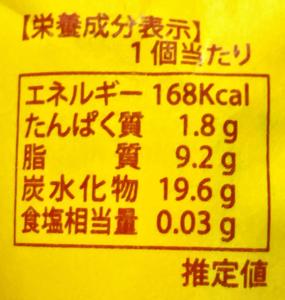 【栄養成分表示】
1個当たり
エネルギー 168Kcal
たんぱく質 1.8g
脂質 9.2g
炭水化物 19.6g
食塩相当量 0.03g
推定値